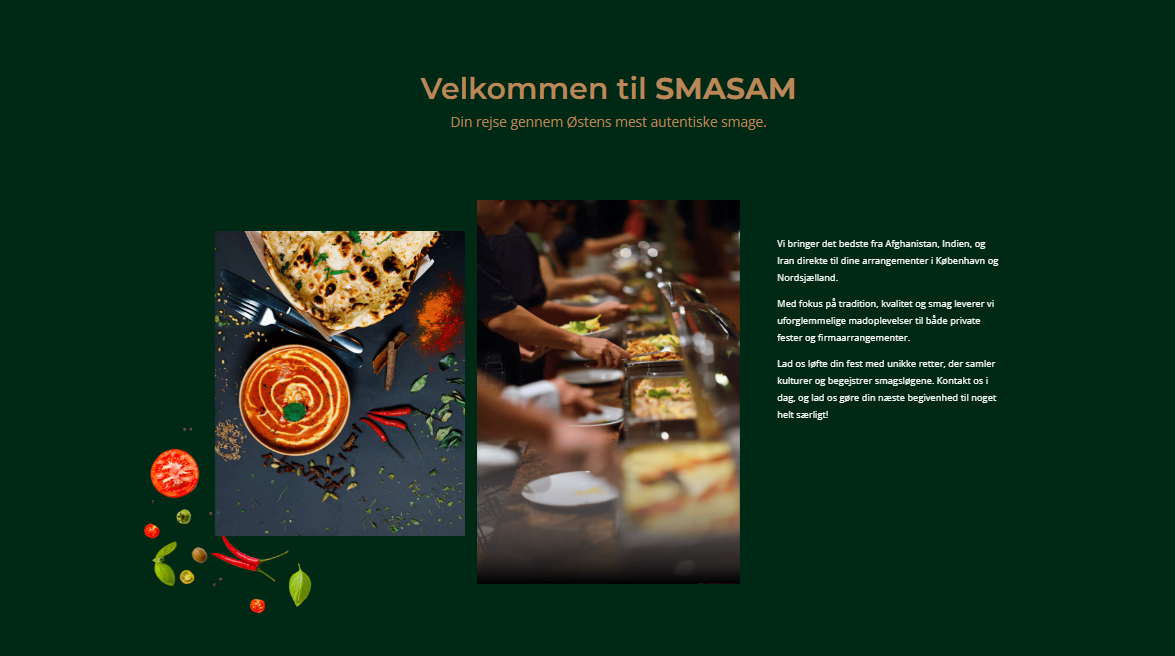 Velkommen til SMASAM
Din rejse gennem Østens mest autentiske smage.
Vi bringer det bedste fra Afghanistan, Indien, og
Iran direkte til dine arrangementer i København og
Nordsjælland.
Med fokus på tradition, kvalitet og smag leverer vi
uforglemmelige madoplevelser til både private
fester og firmaarrangementer.
Lad os løfte din fest med unikke retter, der samler
kulturer og begejstrer smagsløgene. Kontakt os i
dag, og lad os gøre din næste begivenhed til noget
helt særligt!